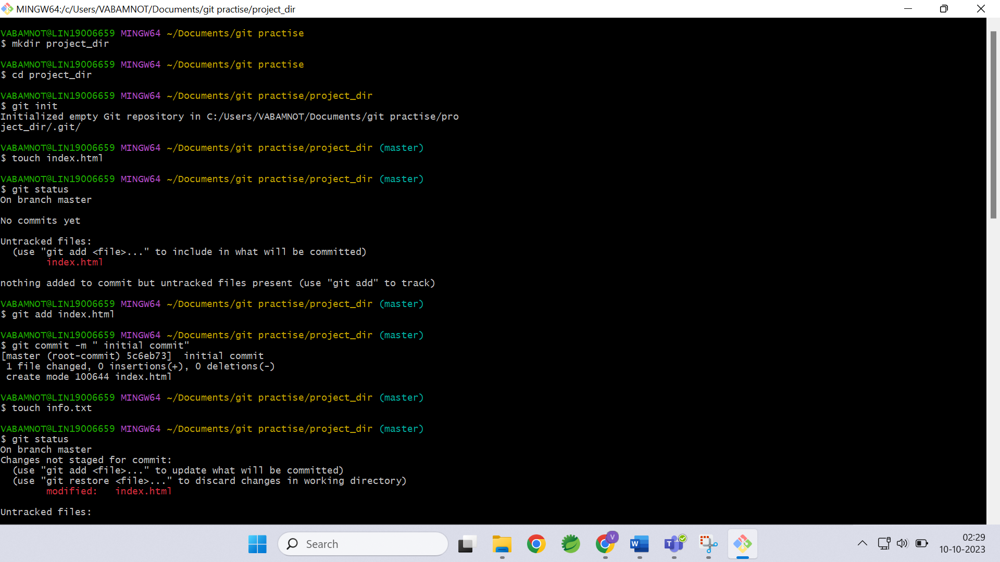 MINGW64:/c/Users/VABAMNOT/Documents/git practise/project_dir
VABAMNOT@LIN19006659 MINGW64 ~/Documents/git practise
$ mkdir project_dir
VABAMNOT@LIN19006659 MINGW64 ~/Documents/git practise
$ cd project_dir
VABAMNOT@LIN19006659 MINGW64 ~/Documents/git practise/project_dir
$ git init
Initialized empty Git repository in C:/Users/VABAMNOT/Documents/git practise/pro
ject_dir/.git/
VABAMNOT@LIN19006659 MINGW64 ~/Documents/git practise/project_dir (master)
$ touch index.html
VABAMNOT@LIN19006659 MINGW64 ~/Documents/git practise/project_dir (master)
$ git status
On branch master
No commits yet
Untracked files:
  (use "git add <file>..." to include in what will be committed)
        index.html
nothing added to commit but untracked files present (use "git add" to track)
VABAMNOT@LIN19006659 MINGW64 ~/Documents/git practise/project_dir (master)
$ git add index.html
VABAMNOT@LIN19006659 MINGW64 ~/Documents/git practise/project_dir (master)
$ git commit -m " initial commit"
[master (root-commit) 5c6eb73]  initial commit
 1 file changed, 0 insertions(+), 0 deletions(-)
 create mode 100644 index.html
VABAMNOT@LIN19006659 MINGW64 ~/Documents/git practise/project_dir (master)
$ touch info.txt
VABAMNOT@LIN19006659 MINGW64 ~/Documents/git practise/project_dir (master)
$ git status
On branch master
Changes not staged for commit:
  (use "git add <file>..." to update what will be committed)
  (use "git restore <file>..." to discard changes in working directory)
        modified:   index.html
Untracked files:
Search
V
W
T
02:29
10-10-2023